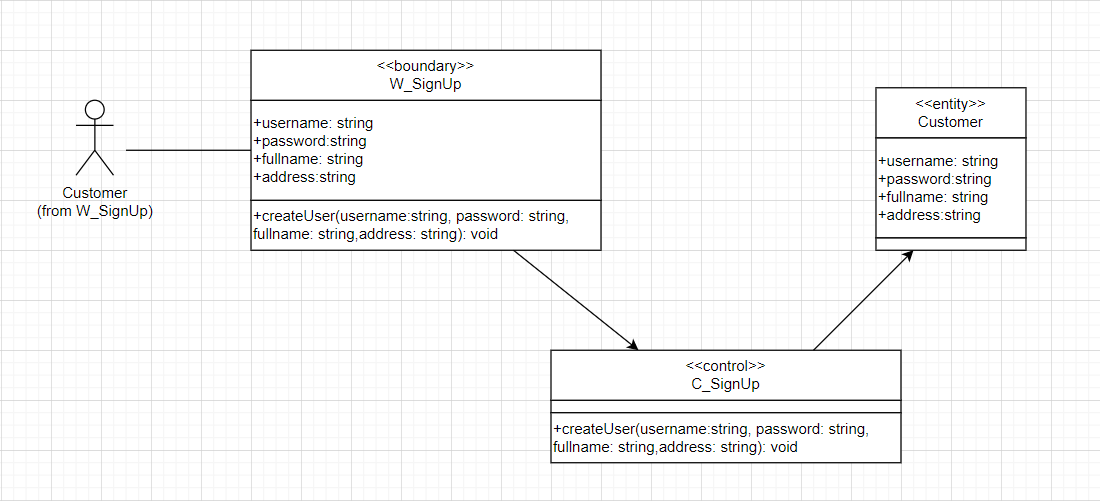 <<boundary>>
W_SignUp
+username: string
+password:string
+fullname: string
+address:string
+createUser(username:string, password: string,
fullname: string,address: string): void
Customer
(from W_SignUp)
<<entity>>
Customer
+username: string
+password:string
+fullname: string
+address:string
<<control>>
C_SignUp
+createUser(username:string, password: string,
fullname: string,address: string): void